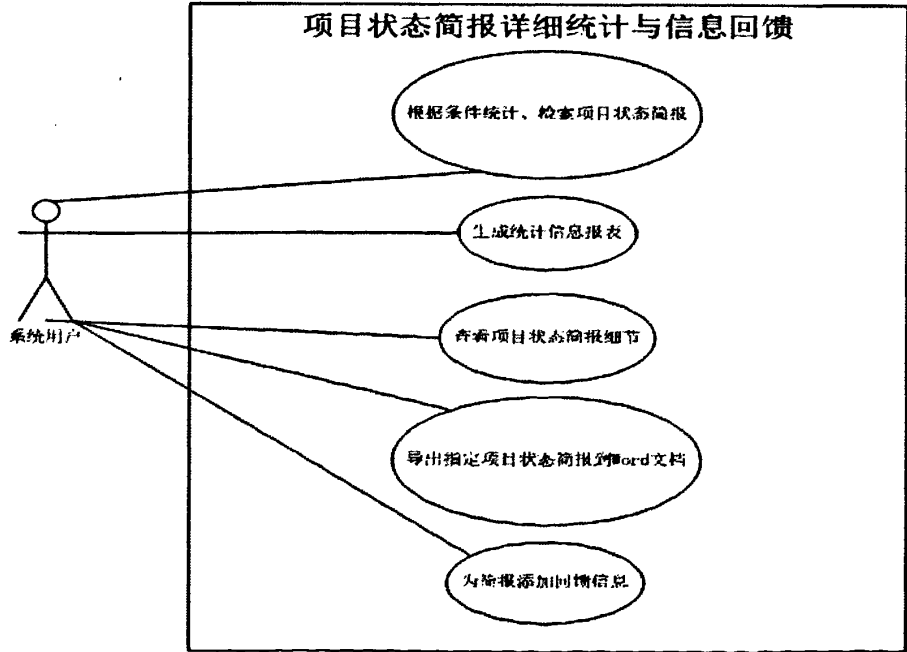 项目状态简报详细统计与信息回馈
根据条件统计、检索项目状态简报
生成统计信息报表
查看项目状态简报细节
系统用户
导出指定项目状态简报到Word文档
为简报添加回馈信息